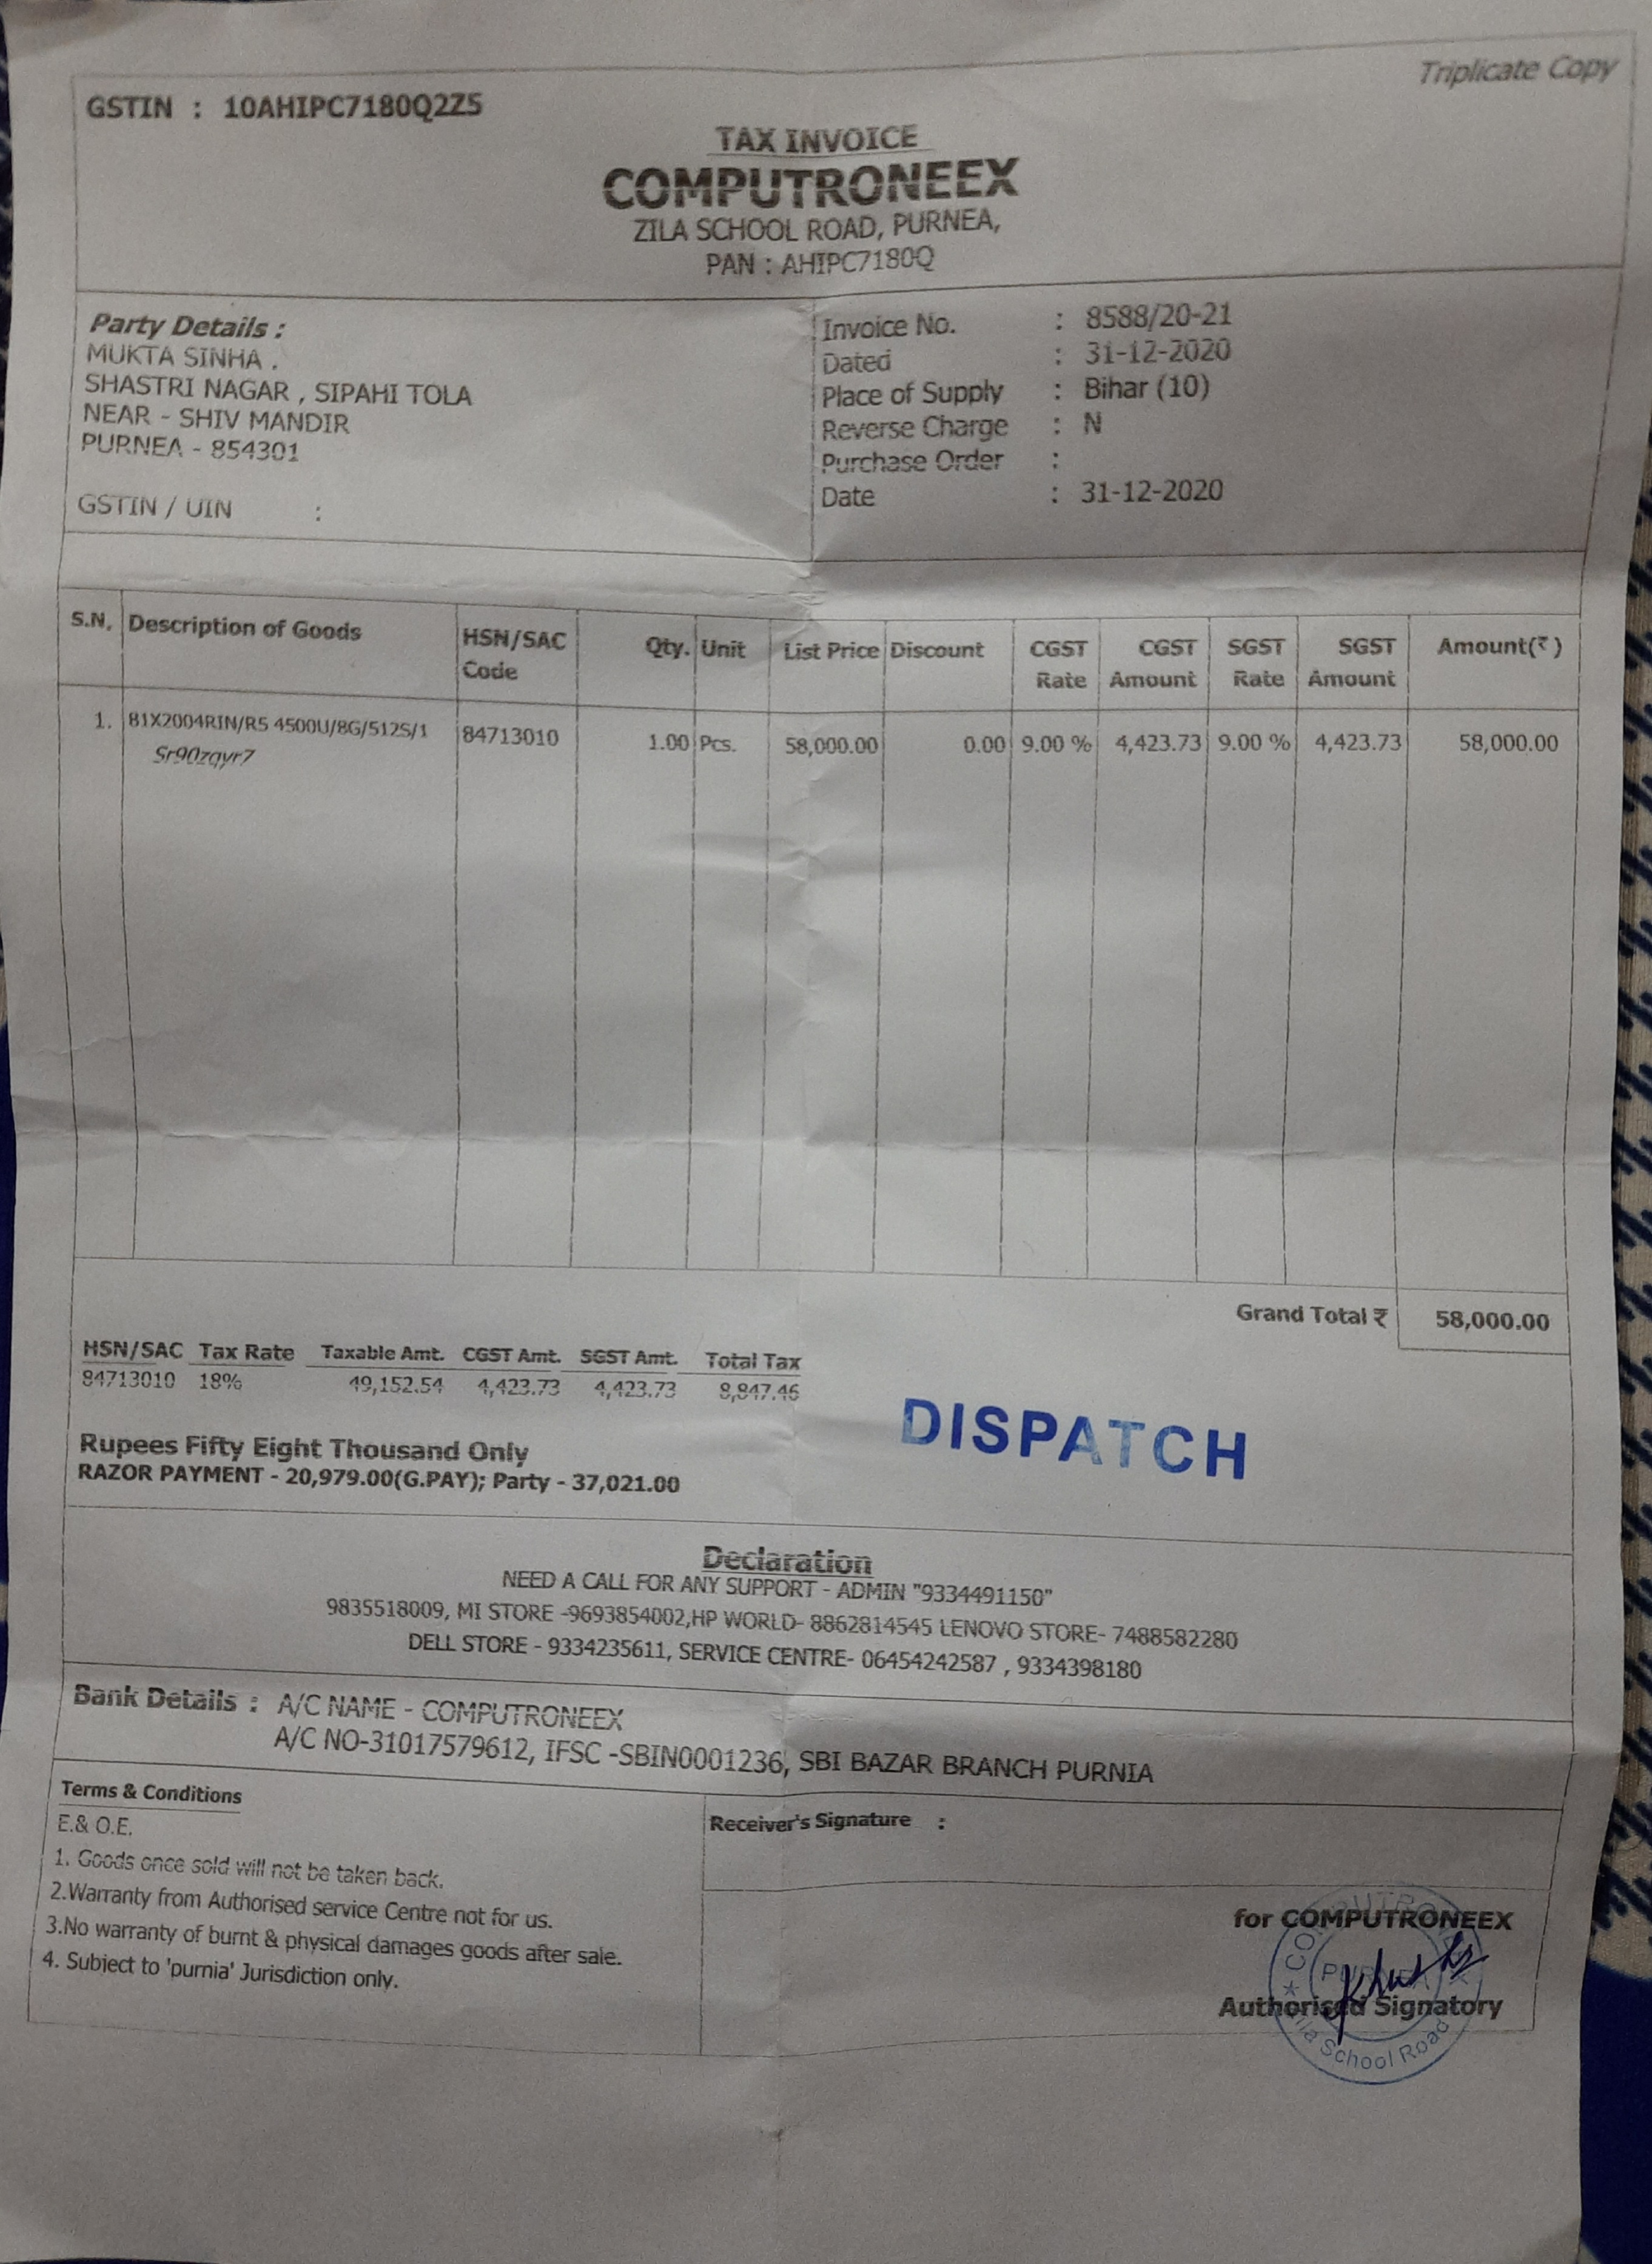 Triplicate Copy
GSTIN : 10AHIPC7180Q2Z5
TAX INVOICE
COMPUTRONEEX
ZILA SCHOOL ROAD, PURNEA,
PAN : AHIPC7180Q
Party Details :
MUKTA SINHA .
SHASTRI NAGAR , SIPAHI TOLA
NEAR - SHIV MANDIR
PURNEA - 854301
GSTIN / UIN :
Invoice No. : 8588/20-21
Dated : 31-12-2020
Place of Supply : Bihar (10)
Reverse Charge : N
Purchase Order :
Date : 31-12-2020
S.N. Description of Goods HSN/SAC Code Qty. Unit List Price Discount CGST Rate CGST Amount SGST Rate SGST Amount Amount(₹)
1. 81X2004RIN/R5 4500U/8G/512S/1 84713010 1.00 Pcs. 58,000.00 0.00 9.00 % 4,423.73 9.00 % 4,423.73 58,000.00
Sr90zqyr7
Grand Total ₹ 58,000.00
HSN/SAC Tax Rate Taxable Amt. CGST Amt. SGST Amt. Total Tax
84713010 18% 49,152.54 4,423.73 4,423.73 8,847.46
DISPATCH
Rupees Fifty Eight Thousand Only
RAZOR PAYMENT - 20,979.00(G.PAY); Party - 37,021.00
Declaration
NEED A CALL FOR ANY SUPPORT - ADMIN "9334491150"
9835518009, MI STORE -9693854002,HP WORLD- 8862814545 LENOVO STORE- 7488582280
DELL STORE - 9334235611, SERVICE CENTRE- 06454242587 , 9334398180
Bank Details : A/C NAME - COMPUTRONEEX
A/C NO-31017579612, IFSC -SBIN0001236, SBI BAZAR BRANCH PURNIA
Terms & Conditions
E.& O.E.
1. Goods once sold will not be taken back.
2.Warranty from Authorised service Centre not for us.
3.No warranty of burnt & physical damages goods after sale.
4. Subject to 'purnia' Jurisdiction only.
Receiver's Signature :
for COMPUTRONEEX
Authorised Signatory
School Road